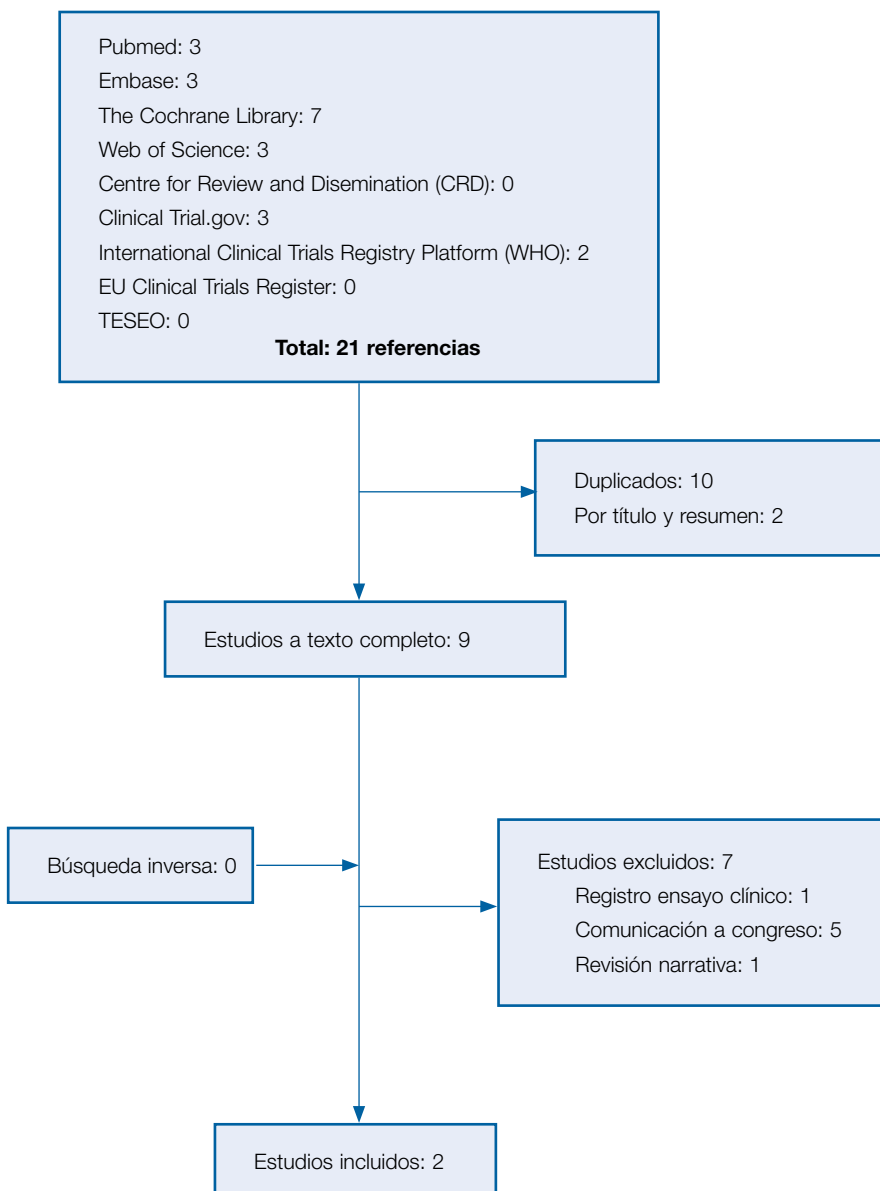 Pubmed: 3
Embase: 3
The Cochrane Library: 7
Web of Science: 3
Centre for Review and Disemination (CRD): 0
Clinical Trial.gov: 3
International Clinical Trials Registry Platform (WHO): 2
EU Clinical Trials Register: 0
TESEO: 0
Total: 21 referencias
Duplicados: 10
Por título y resumen: 2
Estudios a texto completo: 9
Búsqueda inversa: 0
Estudios excluidos: 7
Registro ensayo clínico: 1
Comunicación a congreso: 5
Revisión narrativa: 1
Estudios incluidos: 2